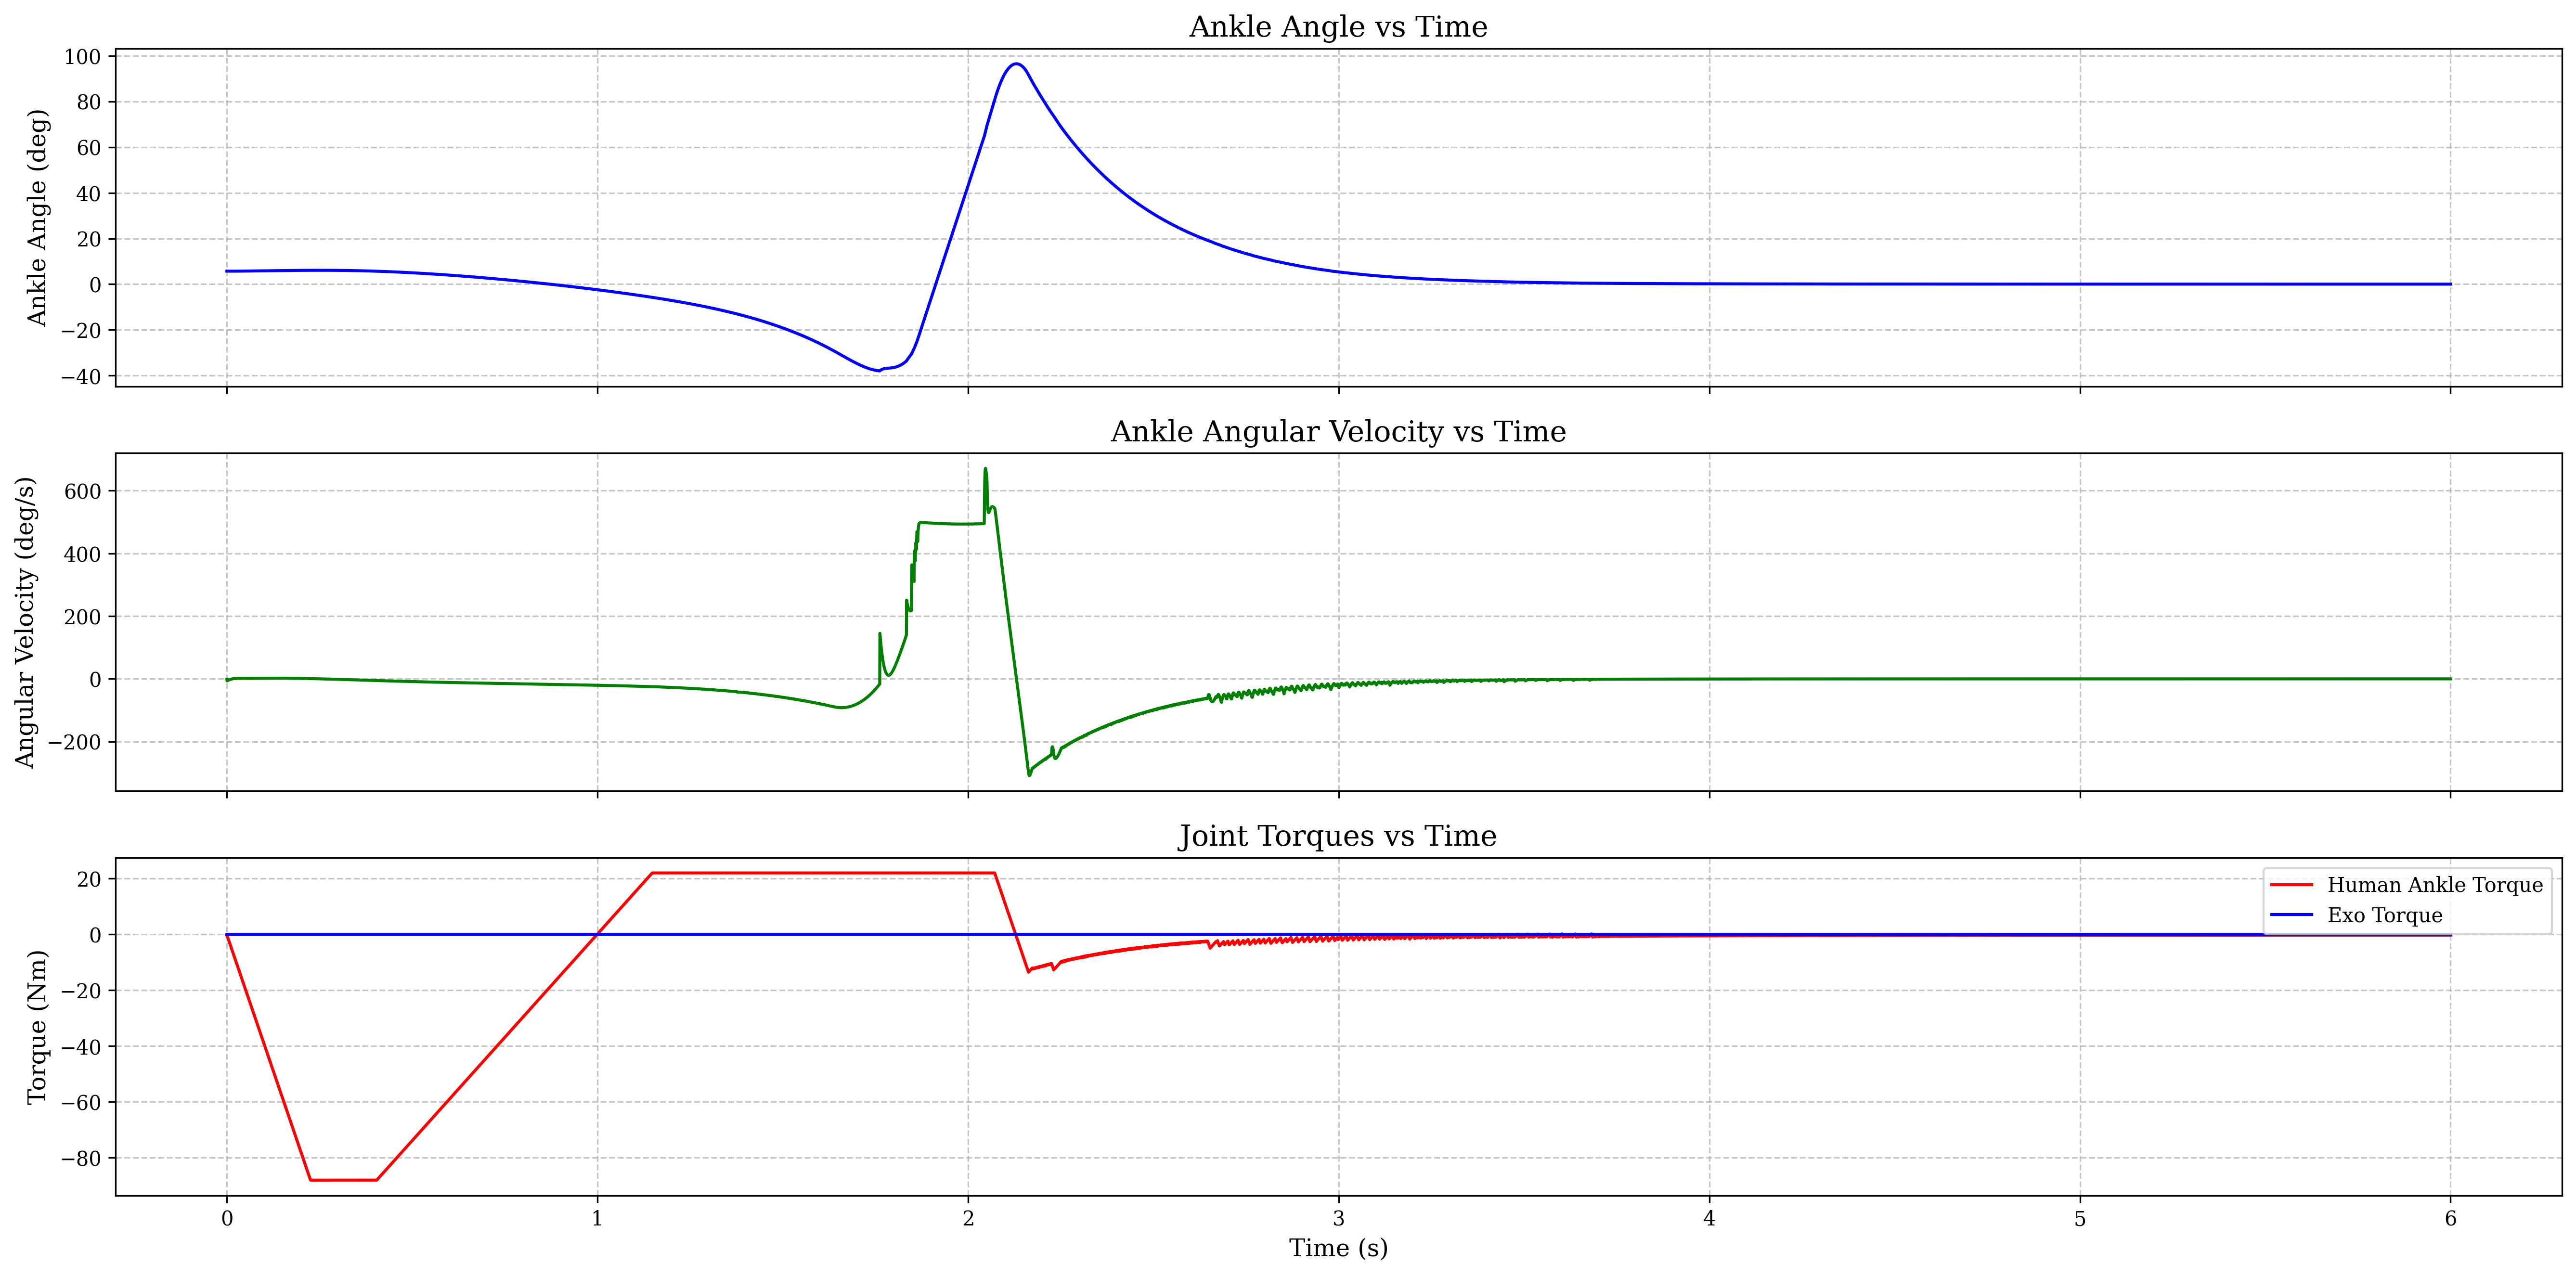 Ankle Angle vs Time
Ankle Angle (deg)
100
80
60
40
20
0
−20
−40
Ankle Angular Velocity vs Time
Angular Velocity (deg/s)
600
400
200
0
−200
Joint Torques vs Time
Torque (Nm)
20
0
−20
−40
−60
−80
Human Ankle Torque
Exo Torque
0 1 2 3 4 5 6
Time (s)